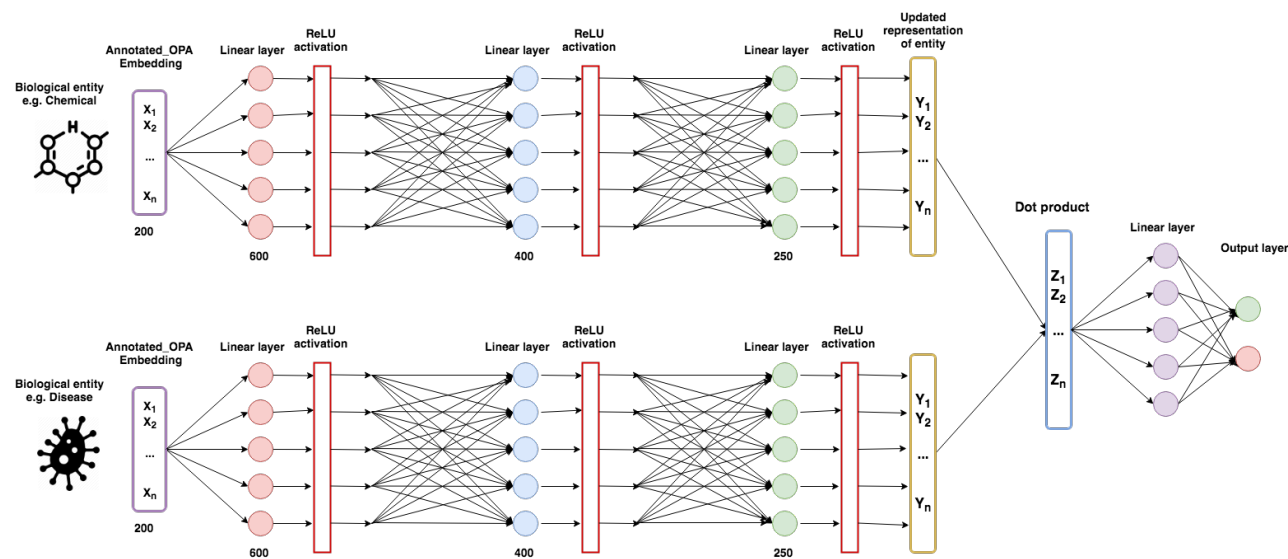 Biological entity
e.g. Chemical
H
Annotated_OPA
Embedding
X1
X2
...
Xn
200
Linear layer
600
ReLU
activation
Linear layer
400
ReLU
activation
Linear layer
250
ReLU
activation
Updated
representation
of entity
Y1
Y2
...
Yn
Biological entity
e.g. Disease
Annotated_OPA
Embedding
X1
X2
...
Xn
200
Linear layer
600
ReLU
activation
Linear layer
400
ReLU
activation
Linear layer
250
ReLU
activation
Y1
Y2
...
Yn
Dot product
Z1
Z2
...
Zn
Linear layer
Output layer